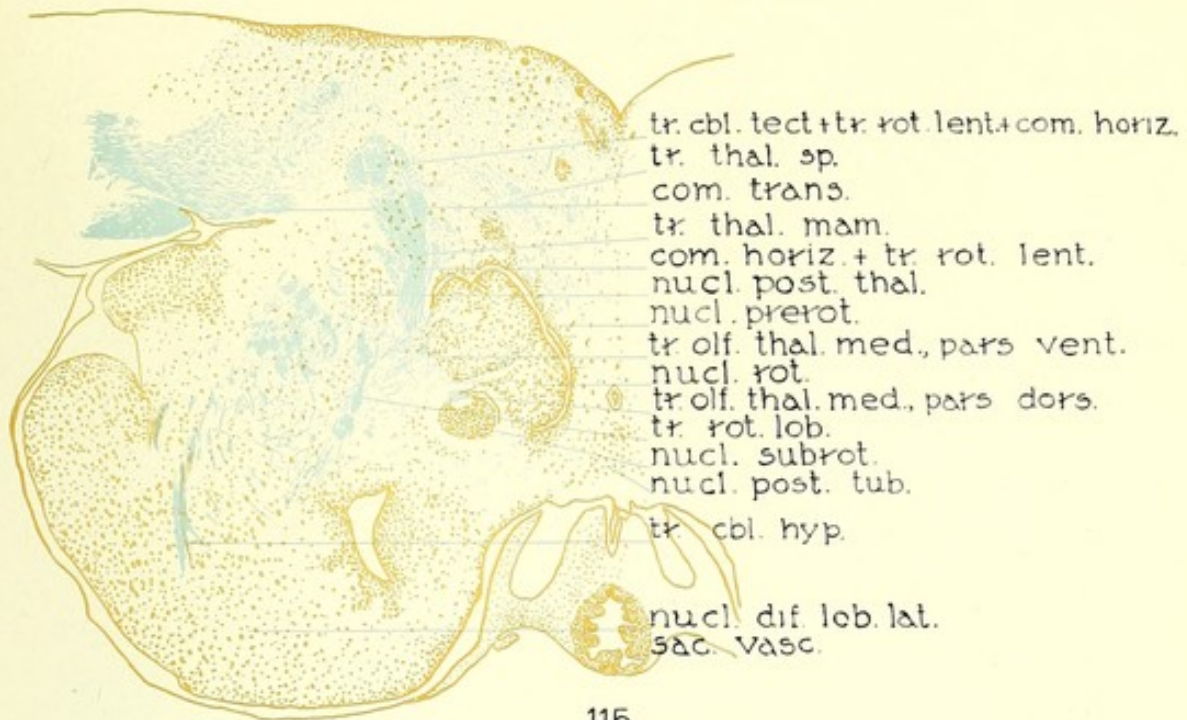 tr. cbl. tect + tr. rot. lent. + com. horiz.
tr. thal. sp.
com. trans.
tr. thal. mam.
com. horiz. + tr. rot. lent.
nucl. post. thal.
nucl. prerot.
tr. olf. thal. med., pars vent.
nucl. rot.
tr. olf. thal. med., pars dors.
tr. rot. lob.
nucl. subrot.
nucl. post. tub.
tr. cbl. hyp.
nucl. dif. lob. lat.
sac. vasc.
115